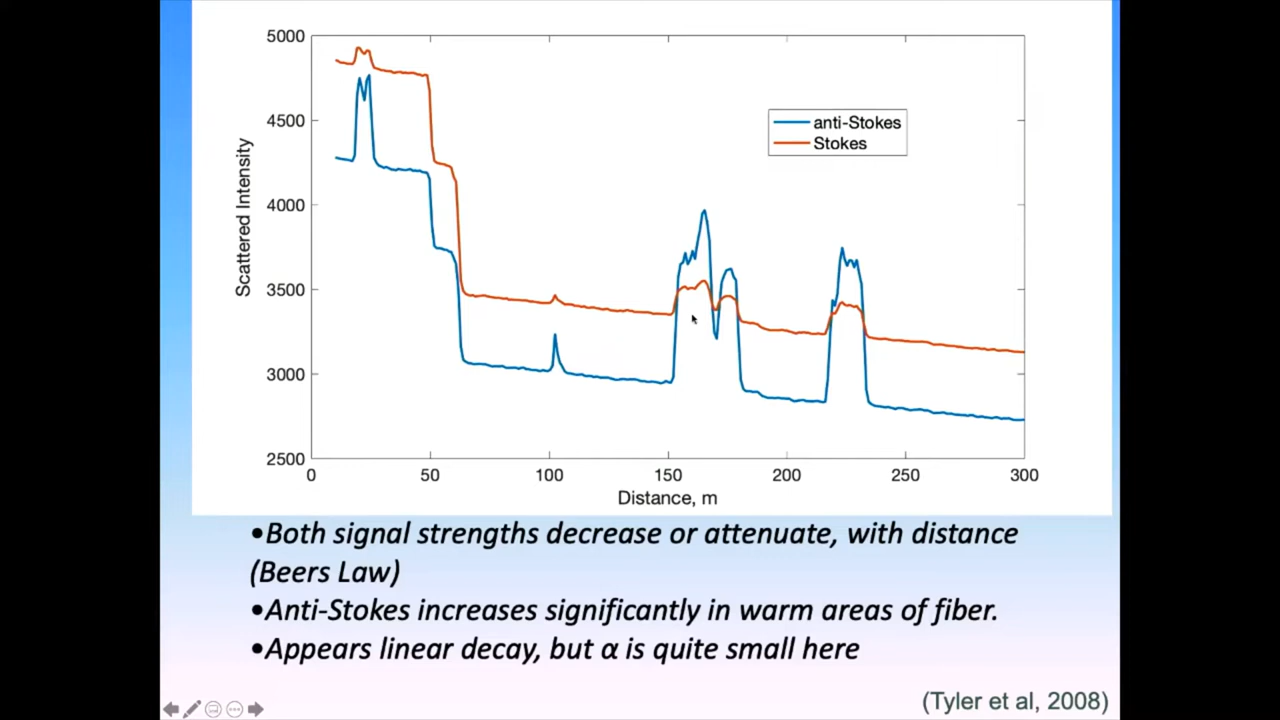 5000
4500
4000
3500
3000
2500
Scattered Intensity
anti-Stokes
Stokes
0 50 100 150 200 250 300
Distance, m
•Both signal strengths decrease or attenuate, with distance
(Beers Law)
•Anti-Stokes increases significantly in warm areas of fiber.
•Appears linear decay, but α is quite small here
(Tyler et al, 2008)